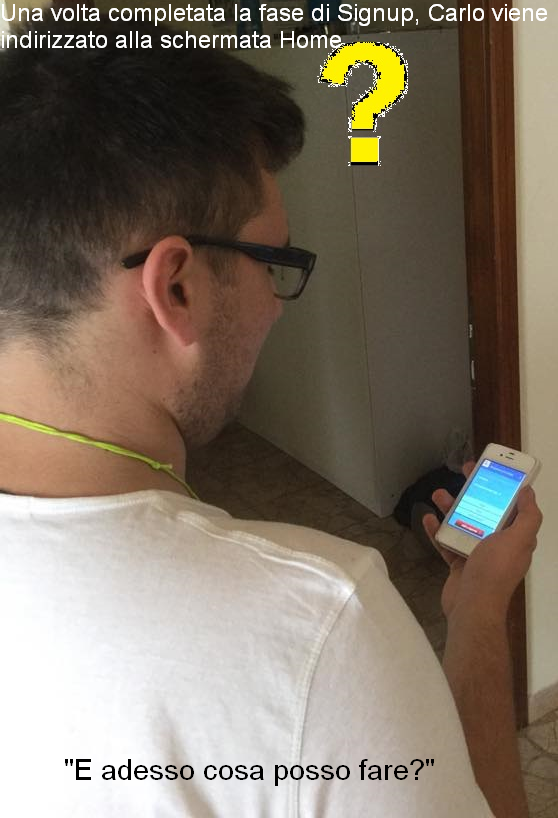 Una volta completata la fase di Signup, Carlo viene
indirizzato alla schermata Home.
?
"E adesso cosa posso fare?"